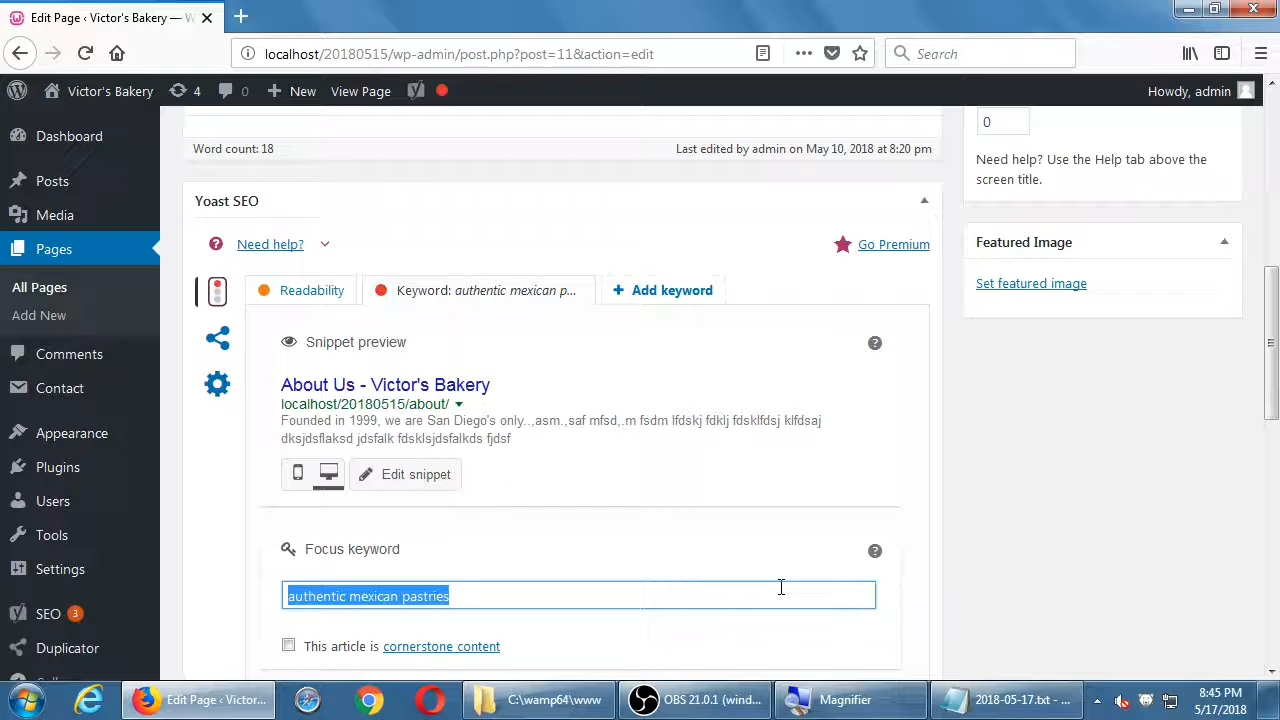 Edit Page ‹ Victor's Bakery —
localhost/20180515/wp-admin/post.php?post=11&action=edit
Search
Victor's Bakery
4
0
New
View Page
Howdy, admin
Dashboard
Posts
Media
Pages
All Pages
Add New
Comments
Contact
Appearance
Plugins
Users
Tools
Settings
SEO 3
Duplicator
Word count: 18
Last edited by admin on May 10, 2018 at 8:20 pm
Yoast SEO
Need help?
Go Premium
Readability
Keyword: authentic mexican p...
Add keyword
Snippet preview
About Us - Victor's Bakery
localhost/20180515/about/
Founded in 1999, we are San Diego's only..,asm.,saf mfsd,.m fsdm lfdskj fdklj fdsklfdsj klfdsaj
dksjdsflaksd jdsfalk fdsklsjdsfalkds fjdsf
Edit snippet
Focus keyword
authentic mexican pastries
This article is cornerstone content
0
Need help? Use the Help tab above the
screen title.
Featured Image
Set featured image
Edit Page ‹ Victor...
C:\wamp64\www
OBS 21.0.1 (wind...
Magnifier
2018-05-17.txt - ...
8:45 PM
5/17/2018